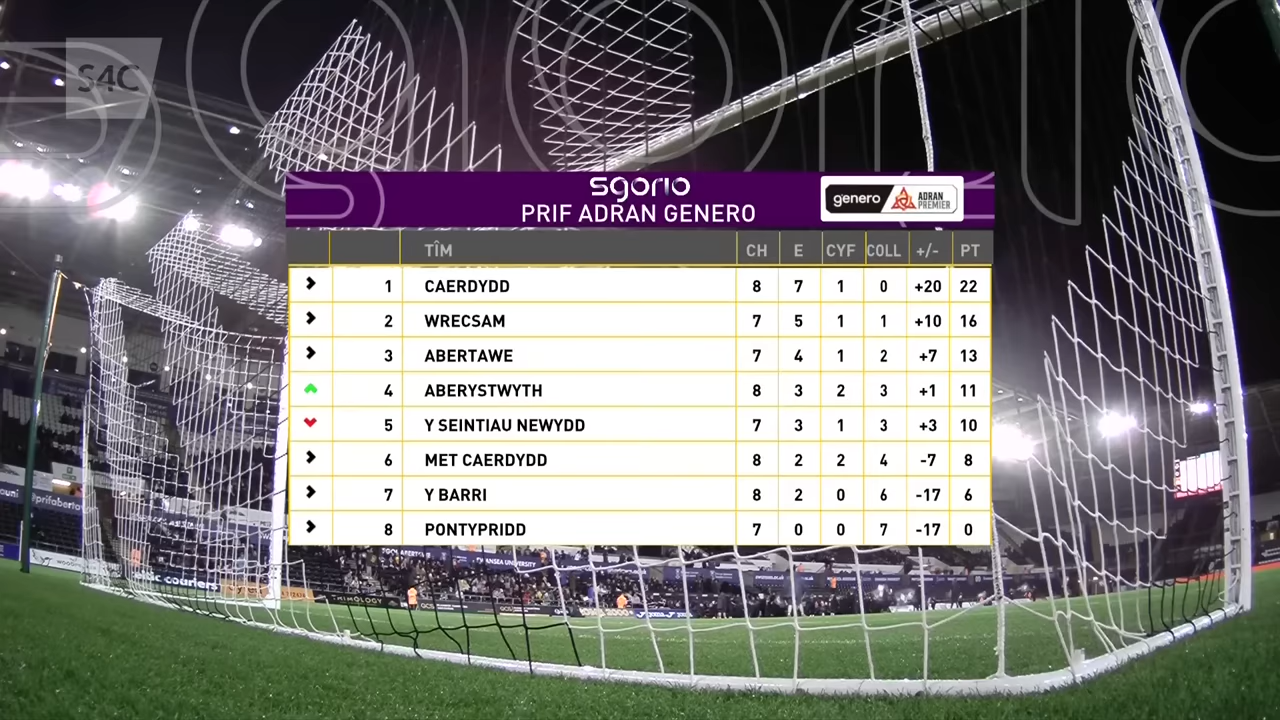 S4C
sgorio
PRIF ADRAN GENERO
genero ADRAN PREMIER
TÎM CH E CYF COLL +/- PT
1 CAERDYDD 8 7 1 0 +20 22
2 WRECSAM 7 5 1 1 +10 16
3 ABERTAWE 7 4 1 2 +7 13
4 ABERYSTWYTH 8 3 2 3 +1 11
5 Y SEINTIAU NEWYDD 7 3 1 3 +3 10
6 MET CAERDYDD 8 2 2 4 -7 8
7 Y BARRI 8 2 0 6 -17 6
8 PONTYPRIDD 7 0 0 7 -17 0
SWANSEA UNIVERSITY
couriers